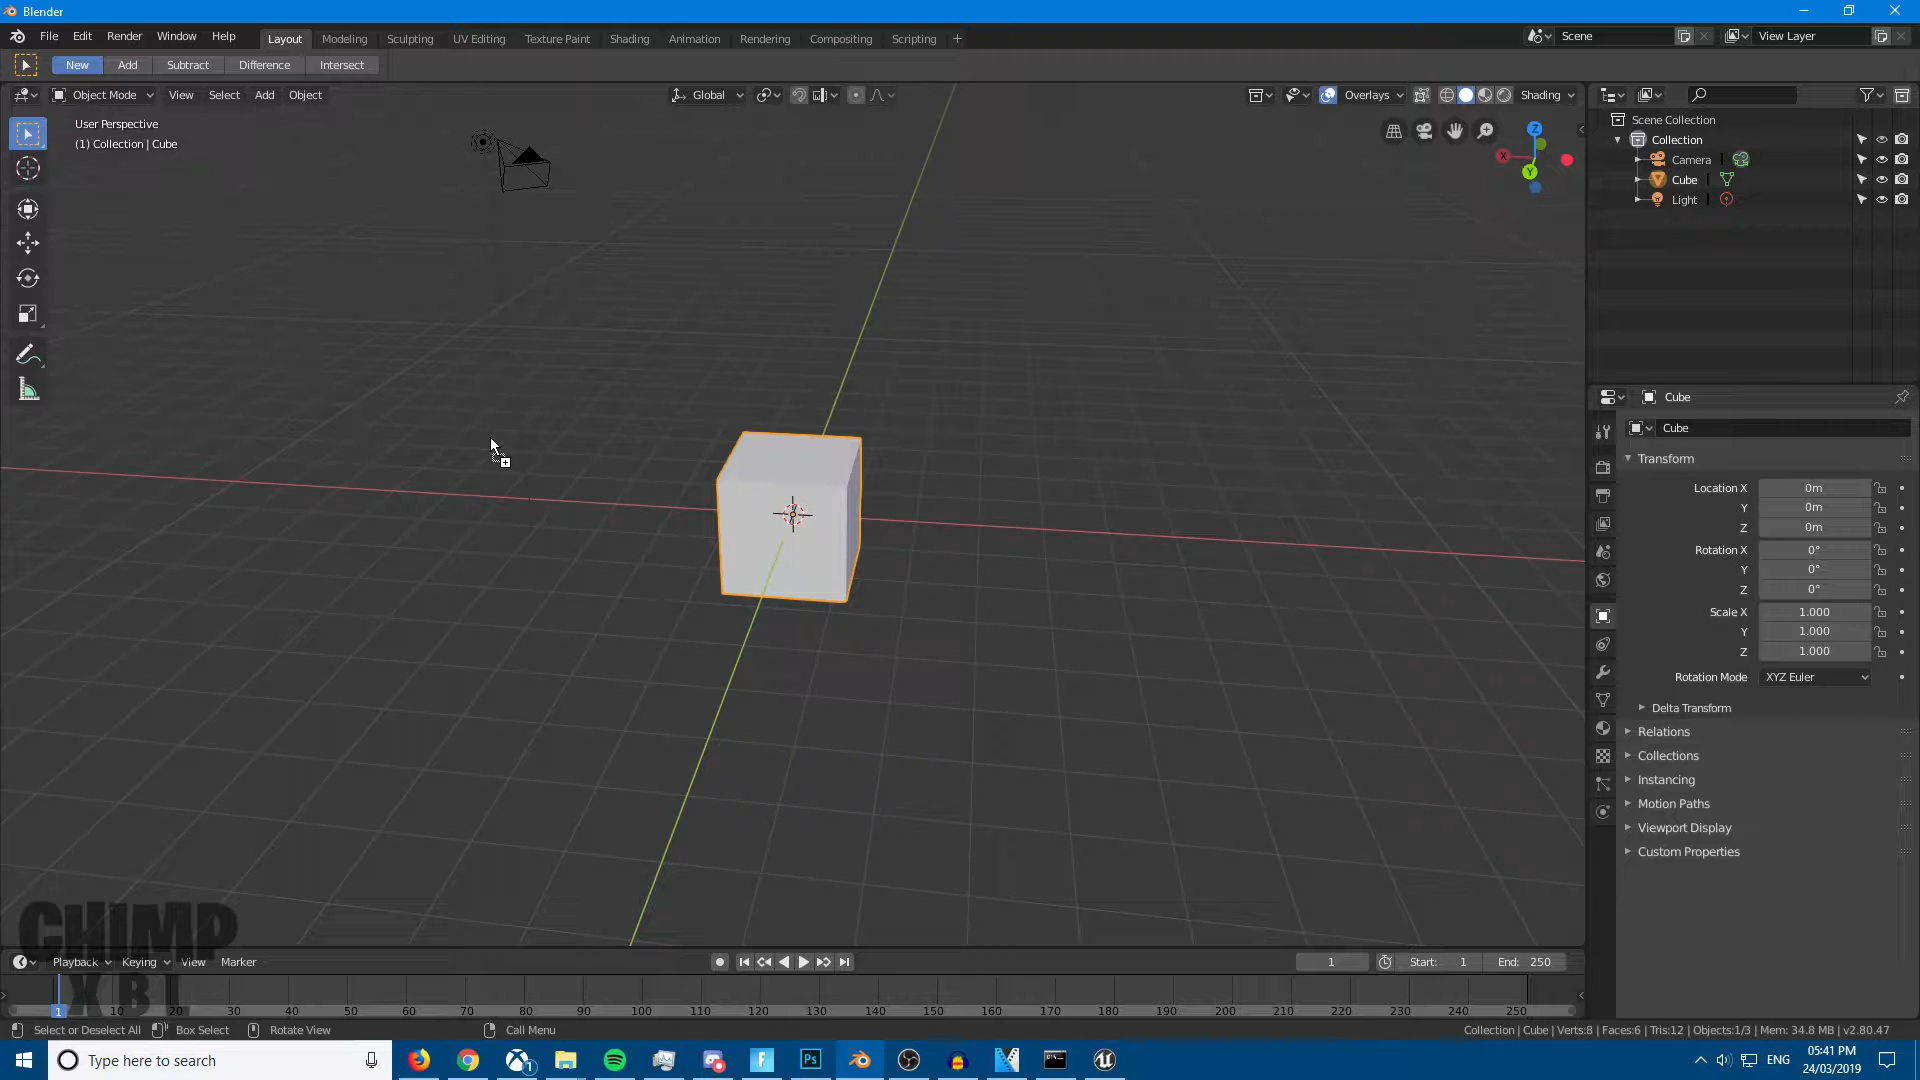 Blender
File Edit Render Window Help Layout Modeling Sculpting UV Editing Texture Paint Shading Animation Rendering Compositing Scripting + Scene View Layer
New Add Subtract Difference Intersect
Object Mode View Select Add Object Global Overlays Shading
User Perspective
(1) Collection | Cube
Z
X
Y
Scene Collection
Collection
Camera
Cube
Light
Cube
Cube
Transform
Location X 0m
Y 0m
Z 0m
Rotation X 0°
Y 0°
Z 0°
Scale X 1.000
Y 1.000
Z 1.000
Rotation Mode XYZ Euler
Delta Transform
Relations
Collections
Instancing
Motion Paths
Viewport Display
Custom Properties
CHIMP
XBL
Playback Keying View Marker 1 Start: 1 End: 250
1 10 20 30 40 50 60 70 80 90 100 110 120 130 140 150 160 170 180 190 200 210 220 230 240 250
Select or Deselect All Box Select Rotate View Call Menu Collection | Cube | Verts:8 | Faces:6 | Tris:12 | Objects:1/3 | Mem: 34.8 MB | v2.80.47
Type here to search 1 f Ps ENG 05:41 PM
24/03/2019